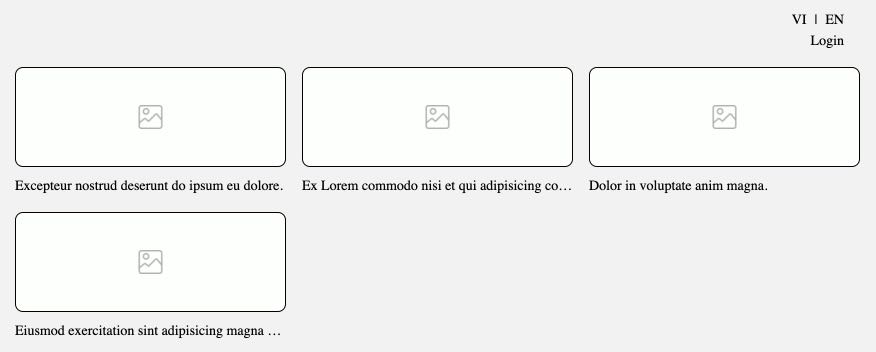 VI | EN
Login
Excepteur nostrud deserunt do ipsum eu dolore.
Ex Lorem commodo nisi et qui adipisicing co…
Dolor in voluptate anim magna.
Eiusmod exercitation sint adipisicing magna …